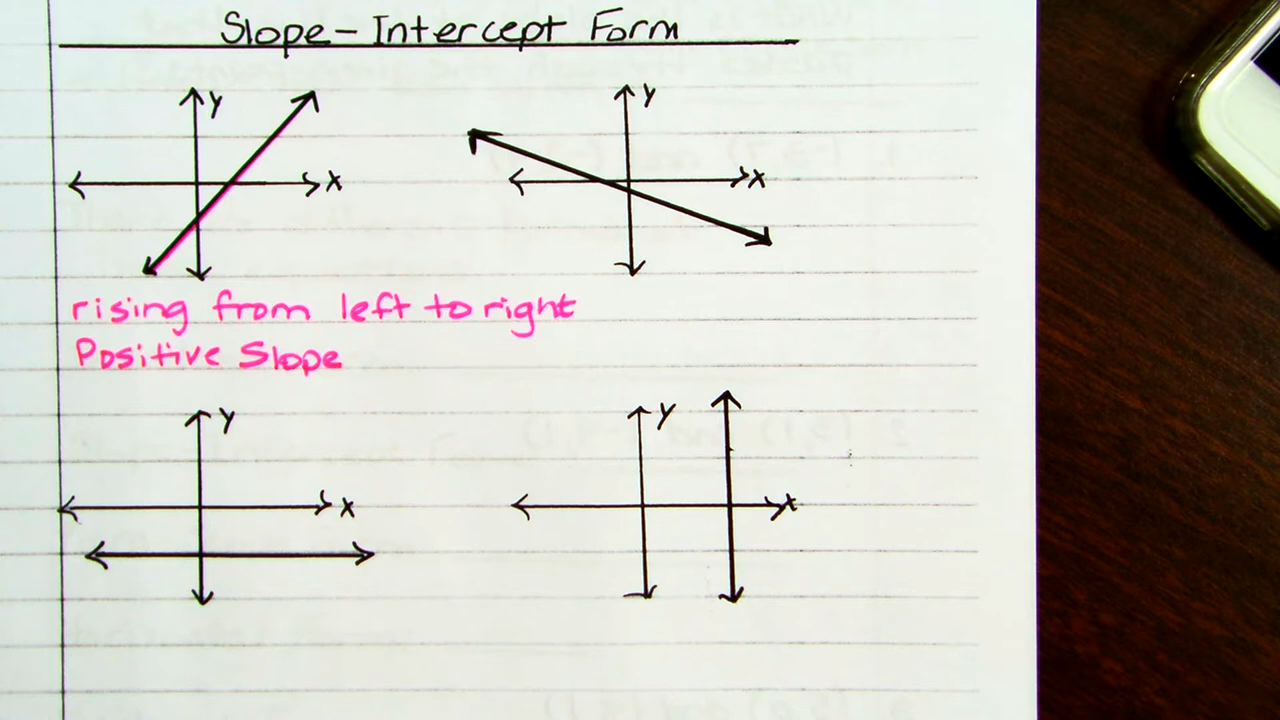 Slope-Intercept Form
y
x
y
x
rising from left to right
Positive Slope
y
x
y
x